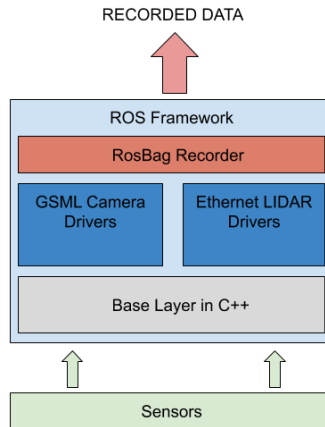 RECORDED DATA
ROS Framework
RosBag Recorder
GSML Camera
Drivers
Ethernet LIDAR
Drivers
Base Layer in C++
Sensors